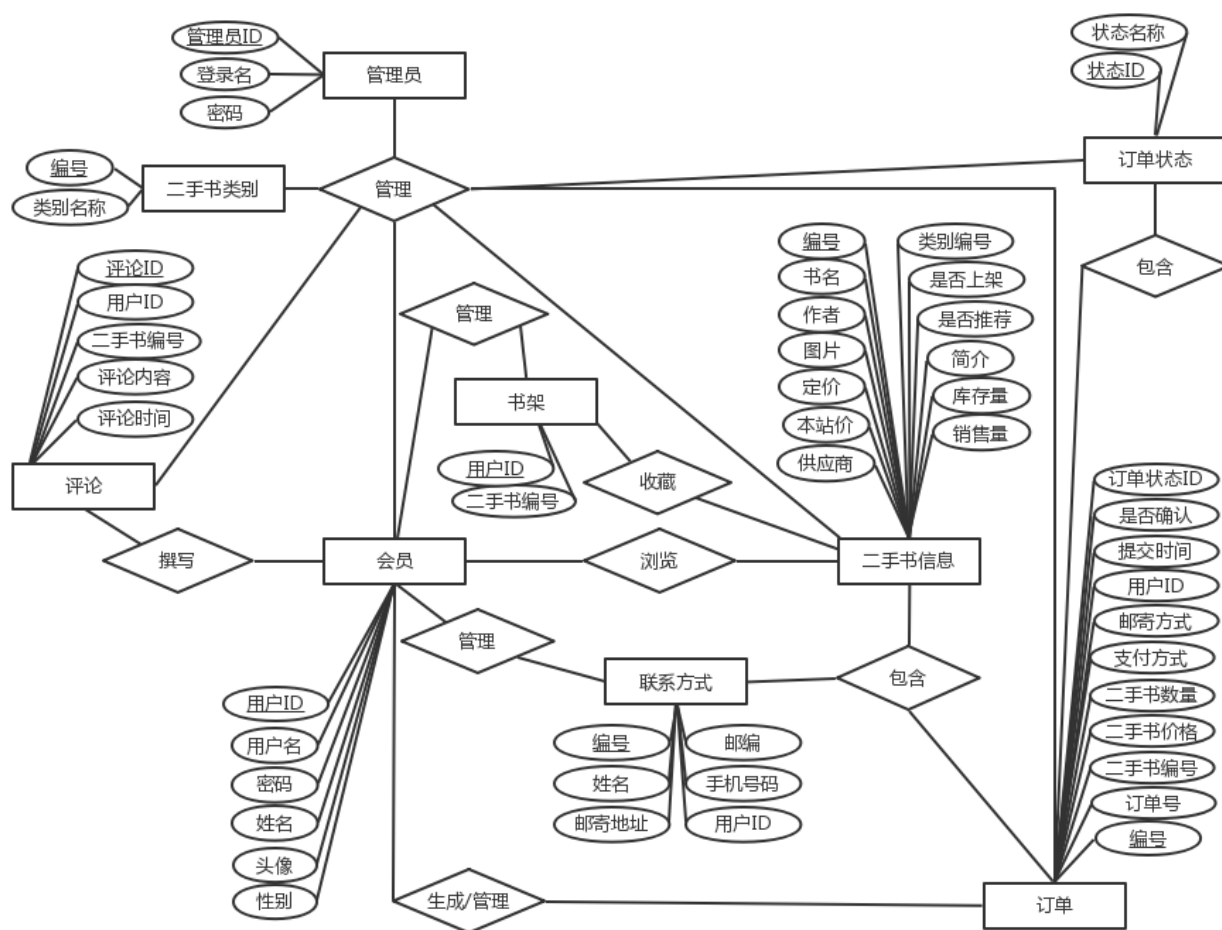 管理员ID
登录名
密码
管理员
状态名称
状态ID
订单状态
编号
类别名称
二手书类别
管理
包含
评论ID
用户ID
二手书编号
评论内容
评论时间
评论
管理
书架
用户ID
二手书编号
收藏
编号
书名
作者
图片
定价
本站价
供应商
类别编号
是否上架
是否推荐
简介
库存量
销售量
撰写
会员
浏览
二手书信息
订单状态ID
是否确认
提交时间
用户ID
邮寄方式
支付方式
二手书数量
二手书价格
二手书编号
订单号
编号
管理
联系方式
包含
用户ID
用户名
密码
姓名
头像
性别
编号
姓名
邮寄地址
邮编
手机号码
用户ID
生成/管理
订单